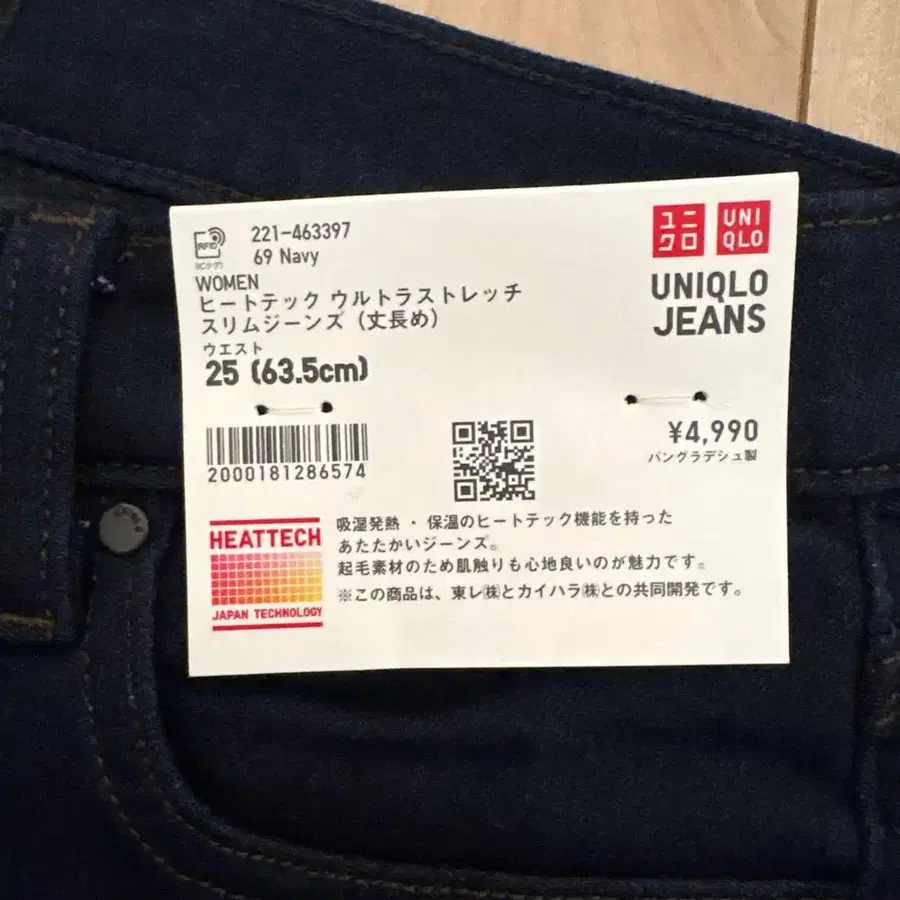 RFID
221-463397
ユニクロ
UNIQLO
69 Navy
WOMEN
ヒートテック ウルトラストレッチ
スリムジーンズ (丈長め)
UNIQLO
JEANS
ウエスト
25 (63.5cm)
2000181286574
¥4,990
バングラデシュ製
HEATTECH
JAPAN TECHNOLOGY
吸湿発熱・保温のヒートテック機能を持った
あたたかいジーンズ。
起毛素材のため肌触りも心地良いのが魅力です。
※この商品は、東レ㈱とカイハラ㈱との共同開発です。